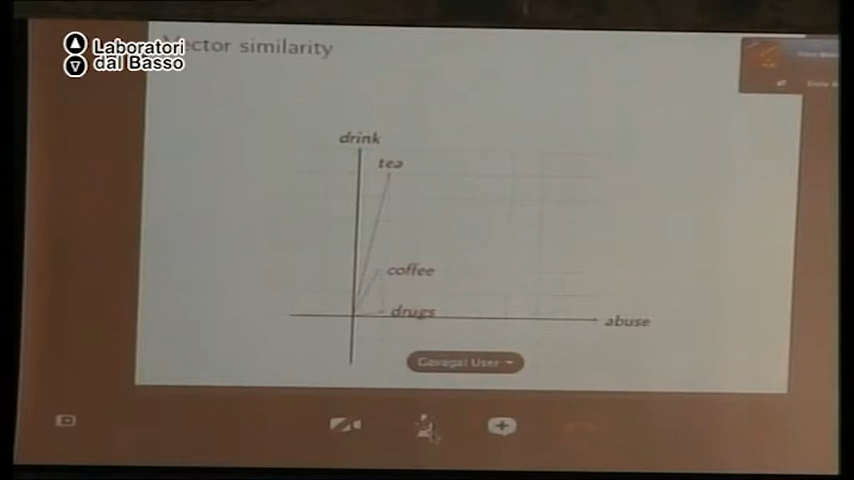 Laboratori
dal Basso
Vector similarity
drink
tea
coffee
drugs
abuse
Gavagai User